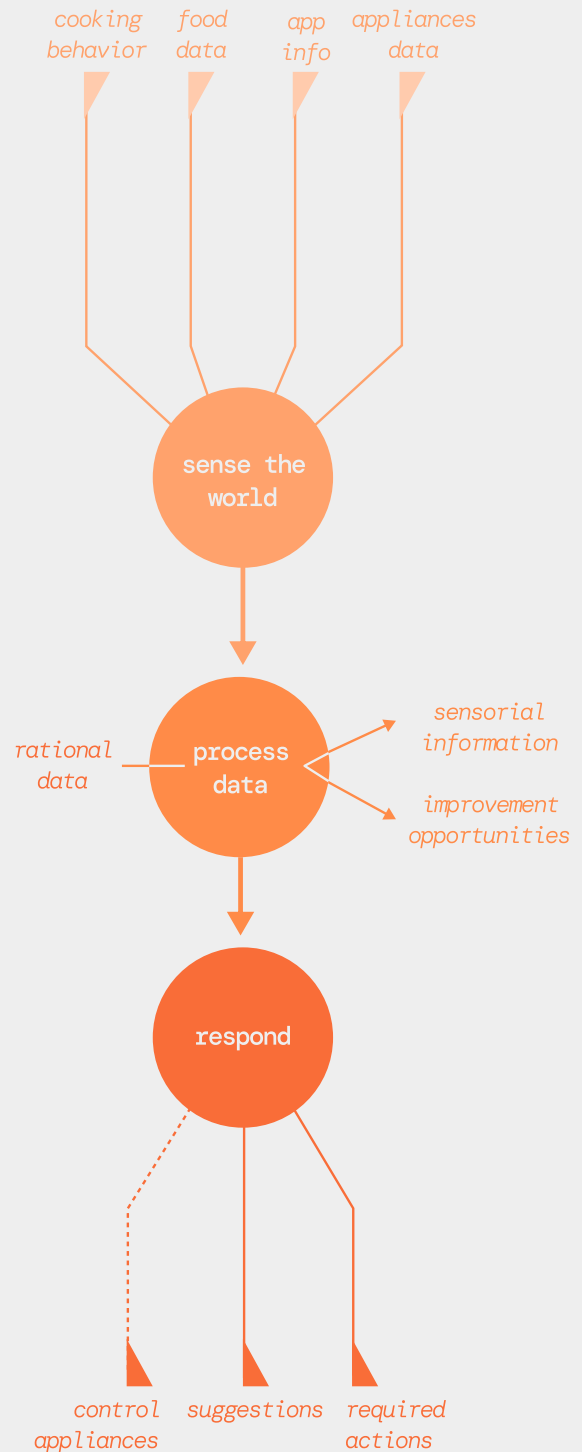 cooking
behavior
food
data
app
info
appliances
data
sense the
world
rational
data
process
data
sensorial
information
improvement
opportunities
respond
control
appliances
suggestions
required
actions